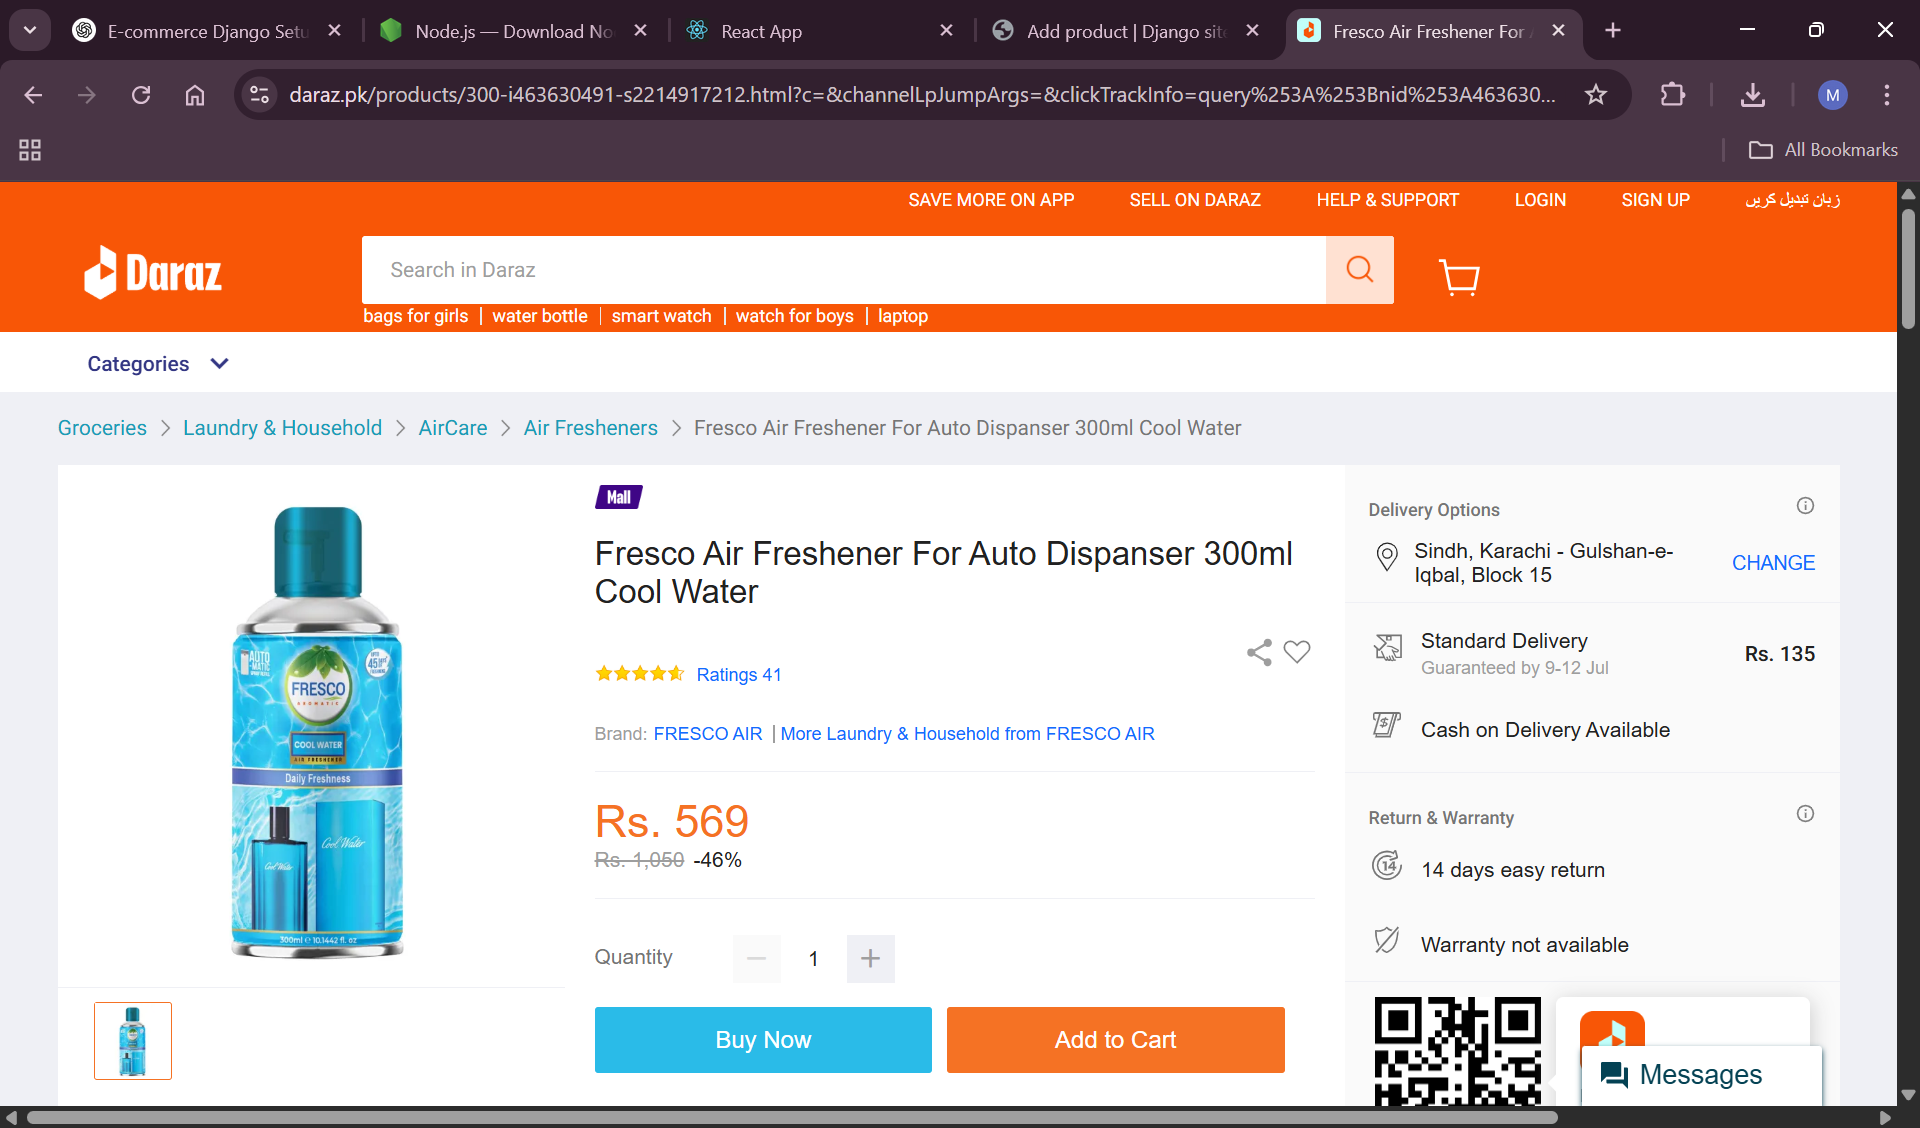 E-commerce Django Setu
Node.js — Download No
React App
Add product | Django site
Fresco Air Freshener For A
daraz.pk/products/300-i463630491-s2214917212.html?c=&channelLpJumpArgs=&clickTrackInfo=query%253A%253Bnid%253A463630...
M
All Bookmarks
SAVE MORE ON APP
SELL ON DARAZ
HELP & SUPPORT
LOGIN
SIGN UP
زبان تبدیل کریں
Daraz
Search in Daraz
bags for girls | water bottle | smart watch | watch for boys | laptop
Categories
Groceries > Laundry & Household > AirCare > Air Fresheners > Fresco Air Freshener For Auto Dispanser 300ml Cool Water
AUTO
MATIC
45
FRESCO
AROMATIC
COOL WATER
AIR FRESHENER
Daily Freshness
Cool Water
Cool Water
300ml e 10.1442 fl. oz
Mall
Fresco Air Freshener For Auto Dispanser 300ml
Cool Water
Ratings 41
Brand: FRESCO AIR | More Laundry & Household from FRESCO AIR
Rs. 569
Rs. 1,050 -46%
Quantity
1
Buy Now
Add to Cart
Delivery Options
Sindh, Karachi - Gulshan-e-
Iqbal, Block 15
CHANGE
Standard Delivery
Rs. 135
Guaranteed by 9-12 Jul
Cash on Delivery Available
Return & Warranty
14
14 days easy return
Warranty not available
Messages